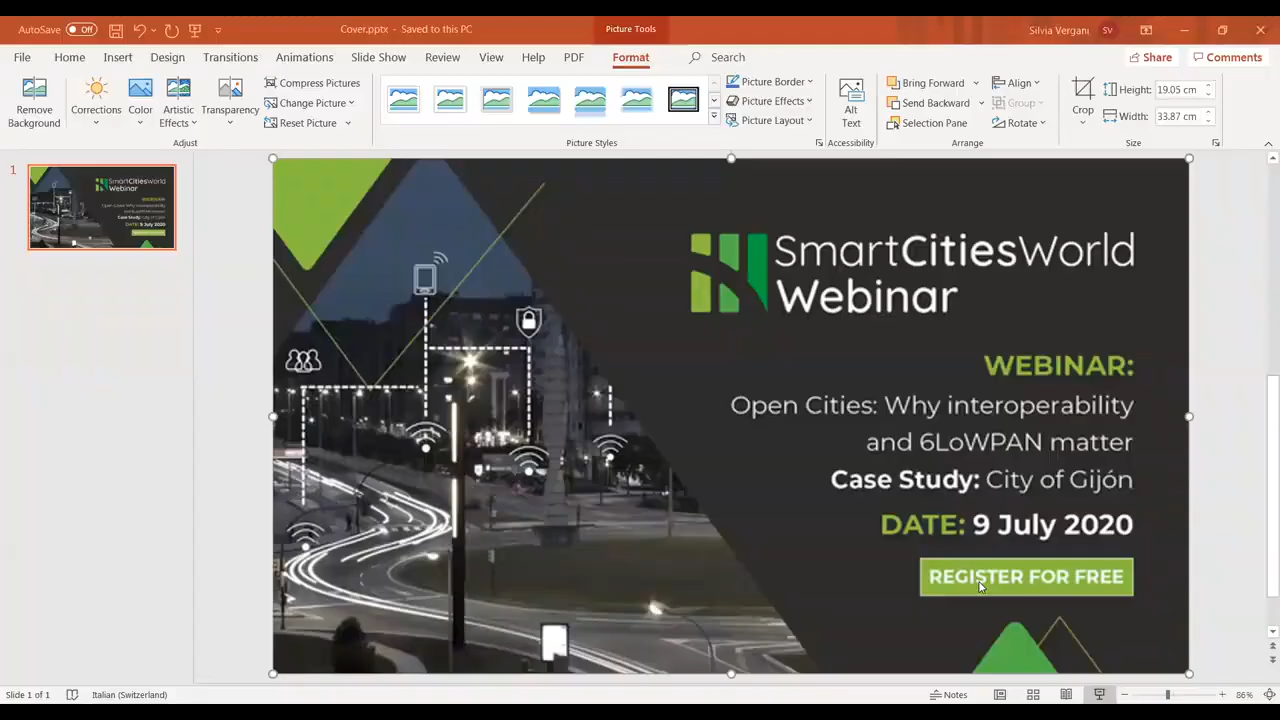 AutoSave Off
Cover.pptx - Saved to this PC
Picture Tools
Silvia Vergani SV
File Home Insert Design Transitions Animations Slide Show Review View Help PDF Format Search
Share Comments
Remove Background
Corrections
Color
Artistic Effects
Transparency
Compress Pictures
Change Picture
Reset Picture
Adjust
Picture Styles
Picture Border
Picture Effects
Picture Layout
Alt Text
Accessibility
Bring Forward
Send Backward
Selection Pane
Align
Group
Rotate
Arrange
Crop
Height: 19.05 cm
Width: 33.87 cm
Size
1
SmartCitiesWorld
Webinar
WEBINAR:
Open Cities: Why interoperability
and 6LoWPAN matter
Case Study: City of Gijón
DATE: 9 July 2020
REGISTER FOR FREE
Slide 1 of 1
Italian (Switzerland)
Notes
86%